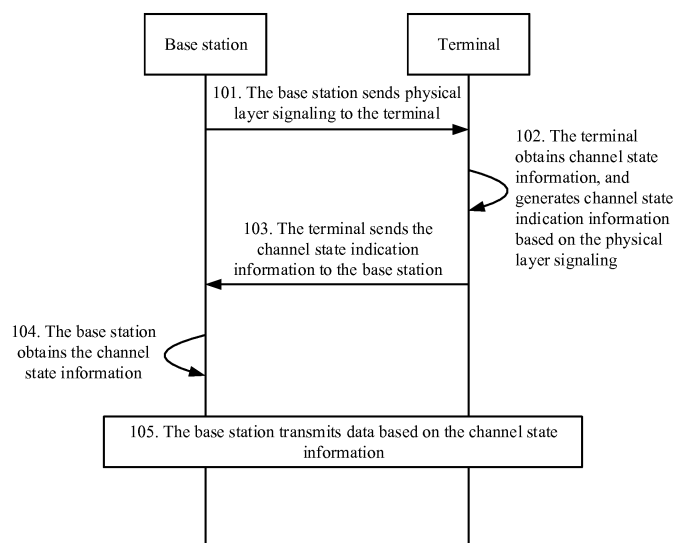 Base station
Terminal
101. The base station sends physical
layer signaling to the terminal
102. The terminal
obtains channel state
information, and
generates channel state
indication information
based on the physical
layer signaling
103. The terminal sends the
channel state indication
information to the base station
104. The base station
obtains the channel
state information
105. The base station transmits data based on the channel state
information